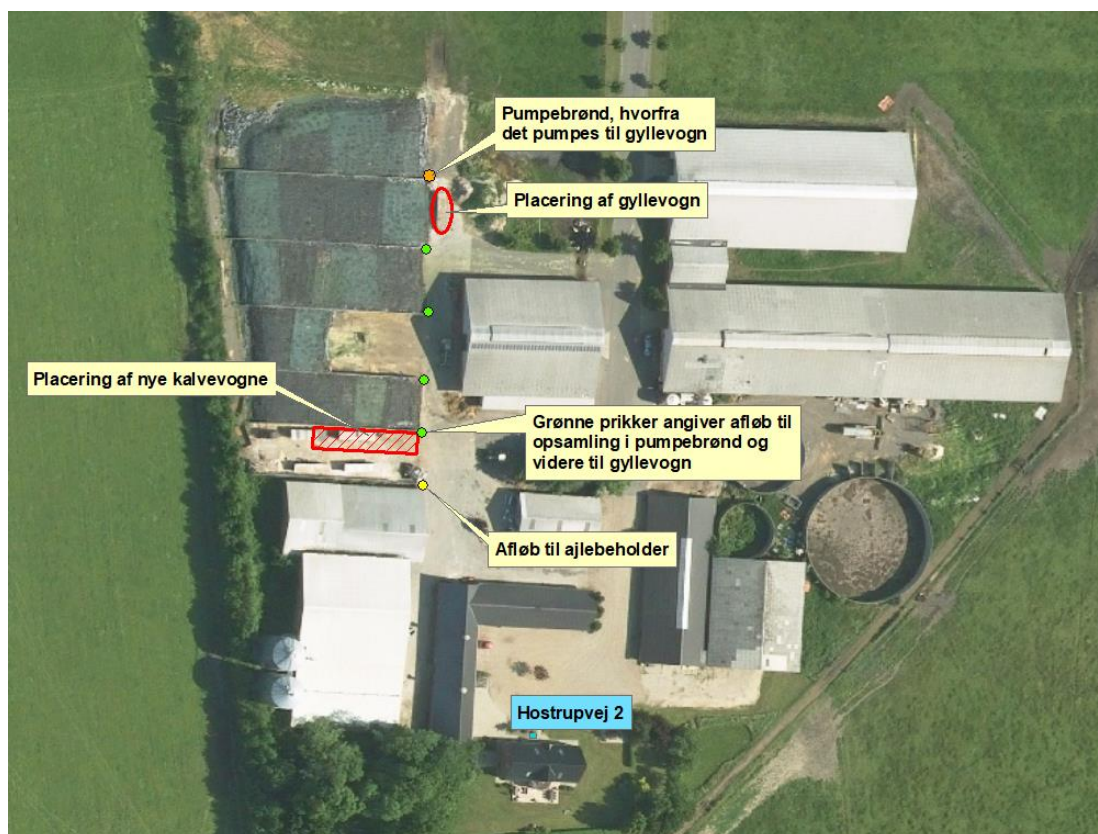 Pumpebrønd, hvorfra
det pumpes til gyllevogn
Placering af gyllevogn
Placering af nye kalvevogne
Grønne prikker angiver afløb til
opsamling i pumpebrønd og
videre til gyllevogn
Afløb til ajlebeholder
Hostrupvej 2